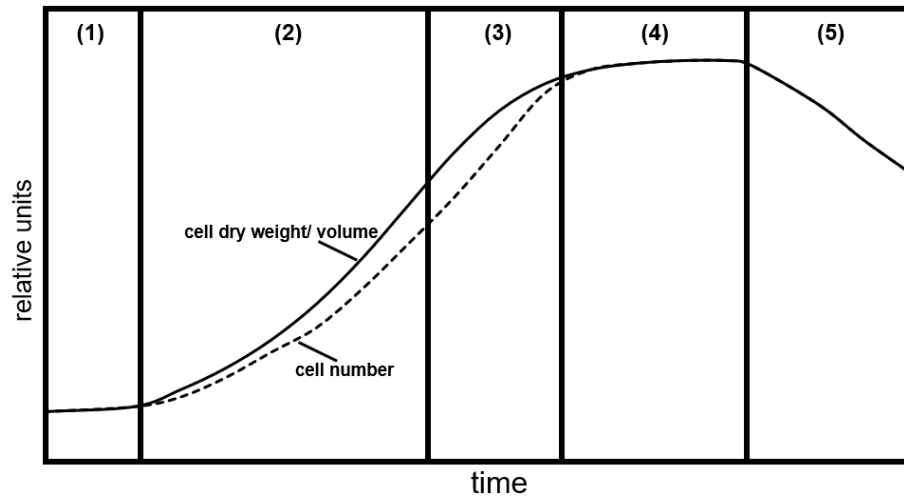 (1) (2) (3) (4) (5)
cell dry weight/ volume
cell number
relative units
time